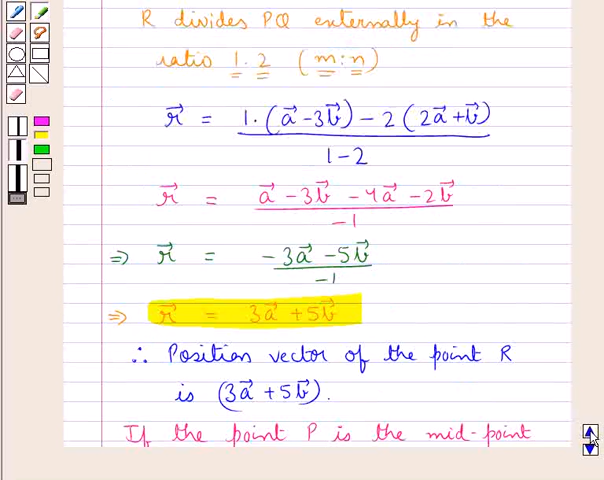 R divides PQ externally in the
ratio 1:2 (m:n)
r⃗ = 1·(a⃗ -3b⃗) - 2(2a⃗ + b⃗) / 1-2
r⃗ = a⃗ - 3b⃗ - 4a⃗ - 2b⃗ / -1
⇒ r⃗ = -3a⃗ - 5b⃗ / -1
⇒ r⃗ = 3a⃗ + 5b⃗
∴ Position vector of the point R
is (3a⃗ + 5b⃗).
If the point P is the mid-point